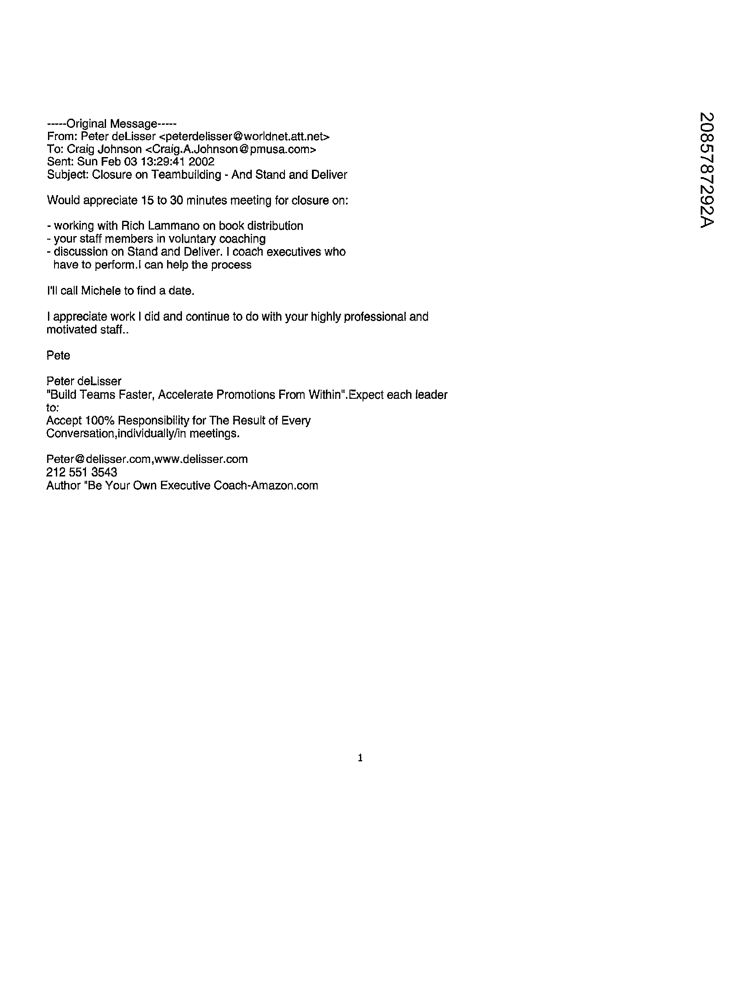 -----Original Message-----
From: Peter deLisser <peterdelisser@worldnet.att.net>
To: Craig Johnson <Craig.A.Johnson@pmusa.com>
Sent: Sun Feb 03 13:29:41 2002
Subject: Closure on Teambuilding - And Stand and Deliver
Would appreciate 15 to 30 minutes meeting for closure on:
- working with Rich Lammano on book distribution
- your staff members in voluntary coaching
- discussion on Stand and Deliver. I coach executives who
have to perform.I can help the process
I'll call Michele to find a date.
I appreciate work I did and continue to do with your highly professional and
motivated staff..
Pete
Peter deLisser
"Build Teams Faster, Accelerate Promotions From Within".Expect each leader
to:
Accept 100% Responsibility for The Result of Every
Conversation,individually/in meetings.
Peter@delisser.com,www.delisser.com
212 551 3543
Author "Be Your Own Executive Coach-Amazon.com
1
2085787292A